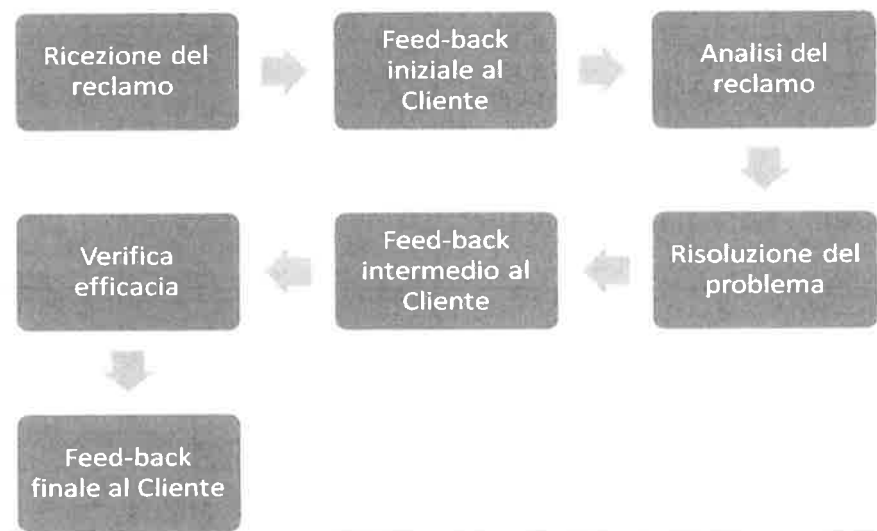 Ricezione del
reclamo
Feed-back
iniziale al
Cliente
Analisi del
reclamo
Risoluzione del
problema
Feed-back
intermedio al
Cliente
Verifica
efficacia
Feed-back
finale al Cliente